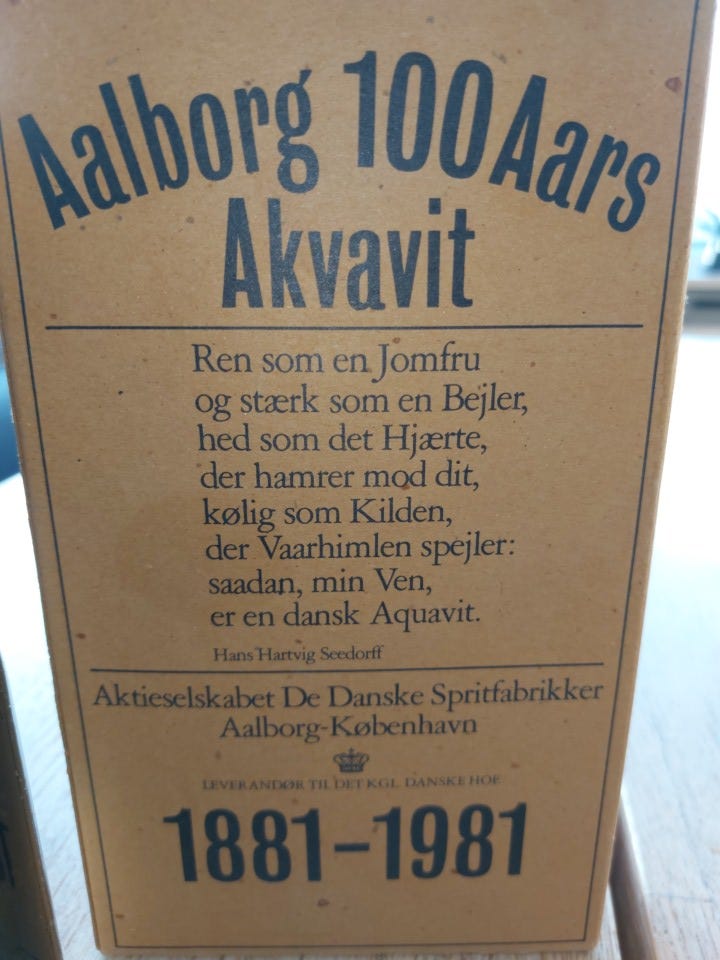 Aalborg 100 Aars
Akvavit
Ren som en Jomfru
og stærk som en Bejler,
hed som det Hjærte,
der hamrer mod dit,
kølig som Kilden,
der Vaarhimlen spejler:
saadan, min Ven,
er en dansk Aquavit.
Hans Hartvig Seedorff
Aktieselskabet De Danske Spritfabrikker
Aalborg-København
LEVERANDØR TIL DET KGL. DANSKE HOF
1881-1981